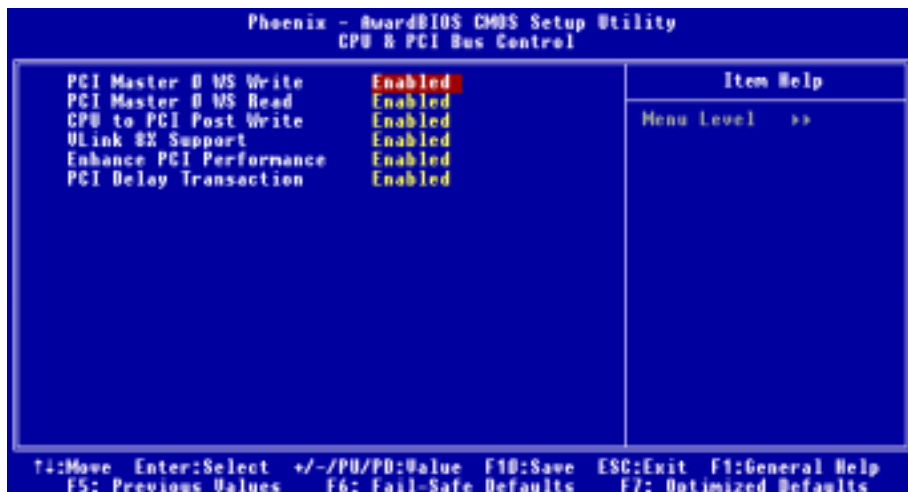 Phoenix - AwardBIOS CMOS Setup Utility
CPU & PCI Bus Control
PCI Master 0 WS Write Enabled
PCI Master 0 WS Read Enabled
CPU to PCI Post Write Enabled
VLink 8X Support Enabled
Enhance PCI Performance Enabled
PCI Delay Transaction Enabled
Item Help
Menu Level ▸▸
↑↓:Move Enter:Select +/-/PU/PD:Value F10:Save ESC:Exit F1:General Help
F5: Previous Values F6: Fail-Safe Defaults F7: Optimized Defaults